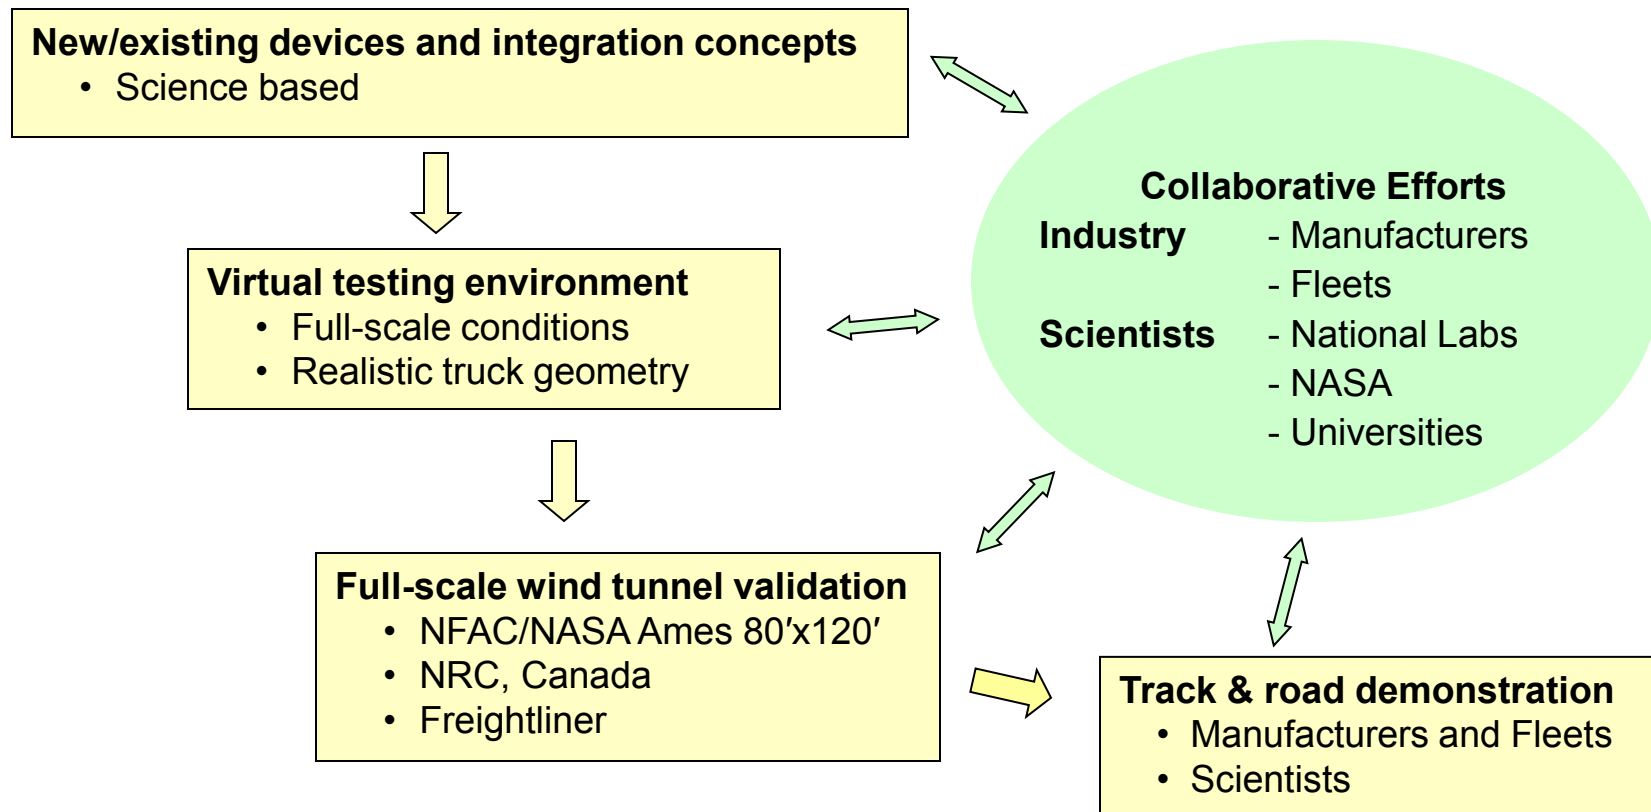 New/existing devices and integration concepts
• Science based
Virtual testing environment
• Full-scale conditions
• Realistic truck geometry
Full-scale wind tunnel validation
• NFAC/NASA Ames 80′x120′
• NRC, Canada
• Freightliner
Collaborative Efforts
Industry - Manufacturers
- Fleets
Scientists - National Labs
- NASA
- Universities
Track & road demonstration
• Manufacturers and Fleets
• Scientists